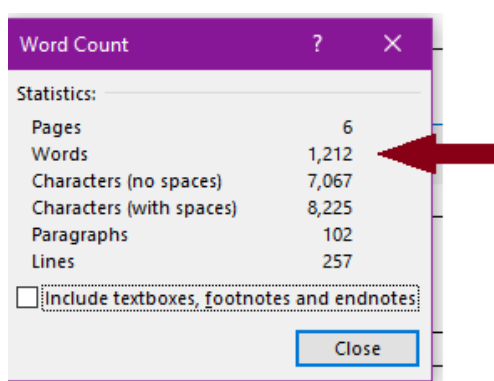 Word Count ? ×
Statistics:
Pages 6
Words 1,212
Characters (no spaces) 7,067
Characters (with spaces) 8,225
Paragraphs 102
Lines 257
Include textboxes, footnotes and endnotes
Close